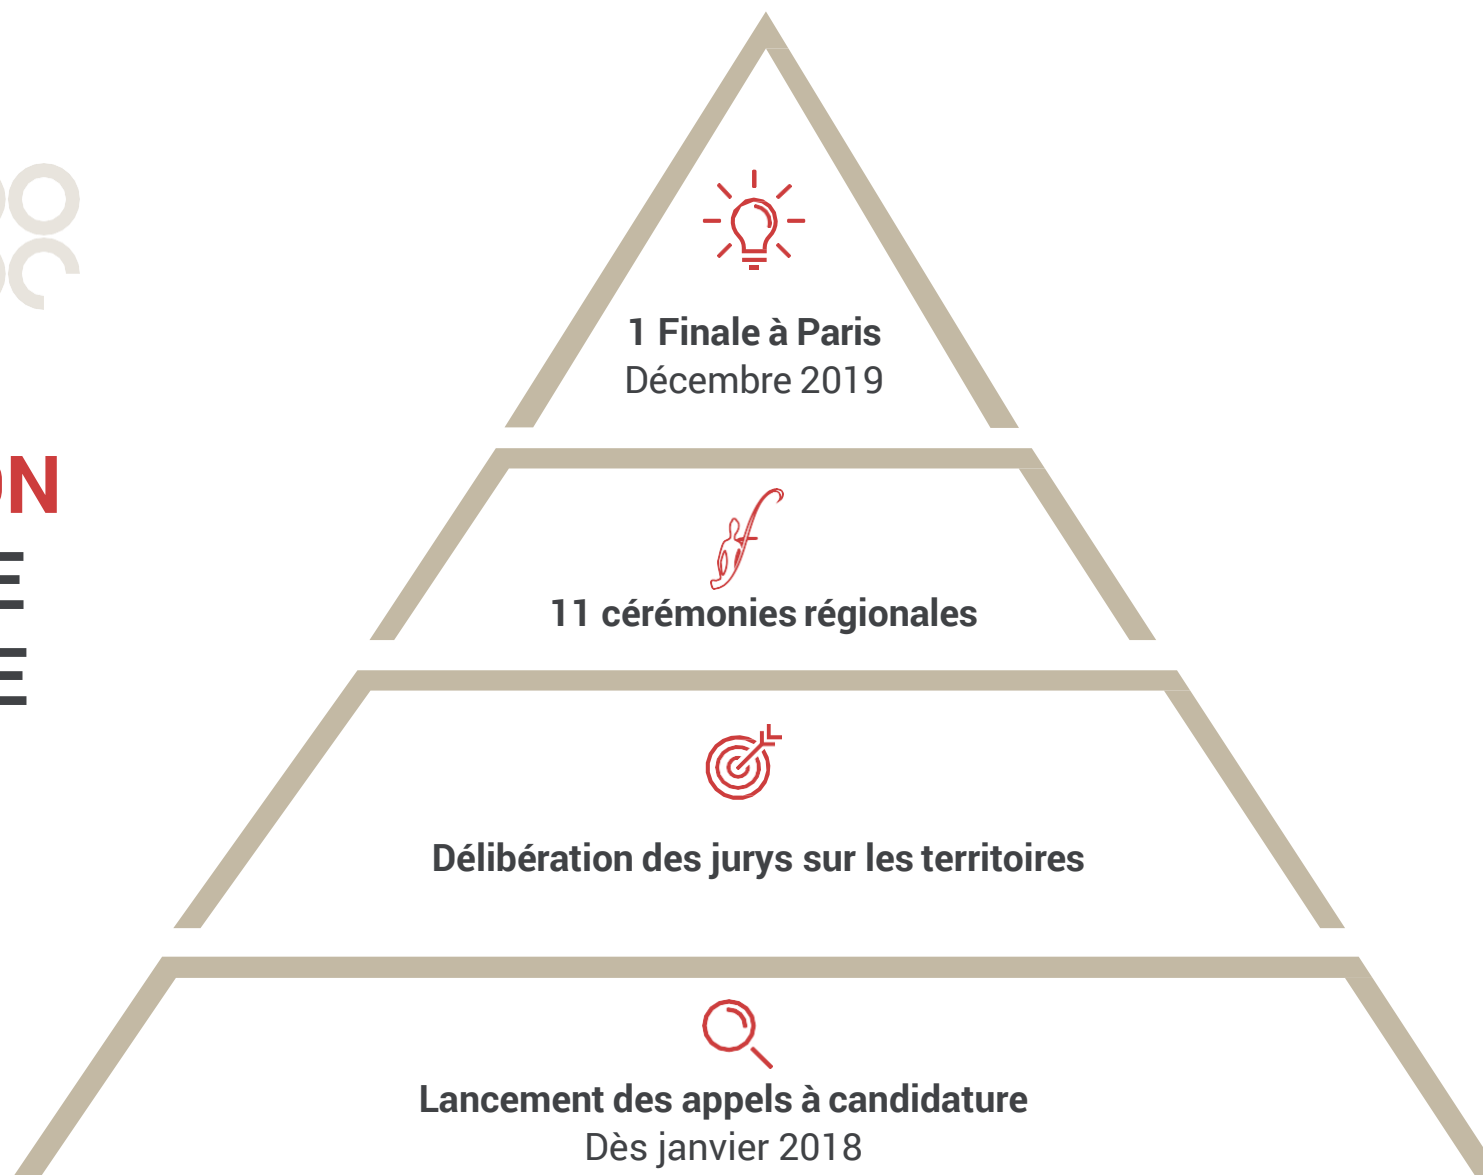 1 Finale à Paris
Décembre 2019
11 cérémonies régionales
Délibération des jurys sur les territoires
Lancement des appels à candidature
Dès janvier 2018